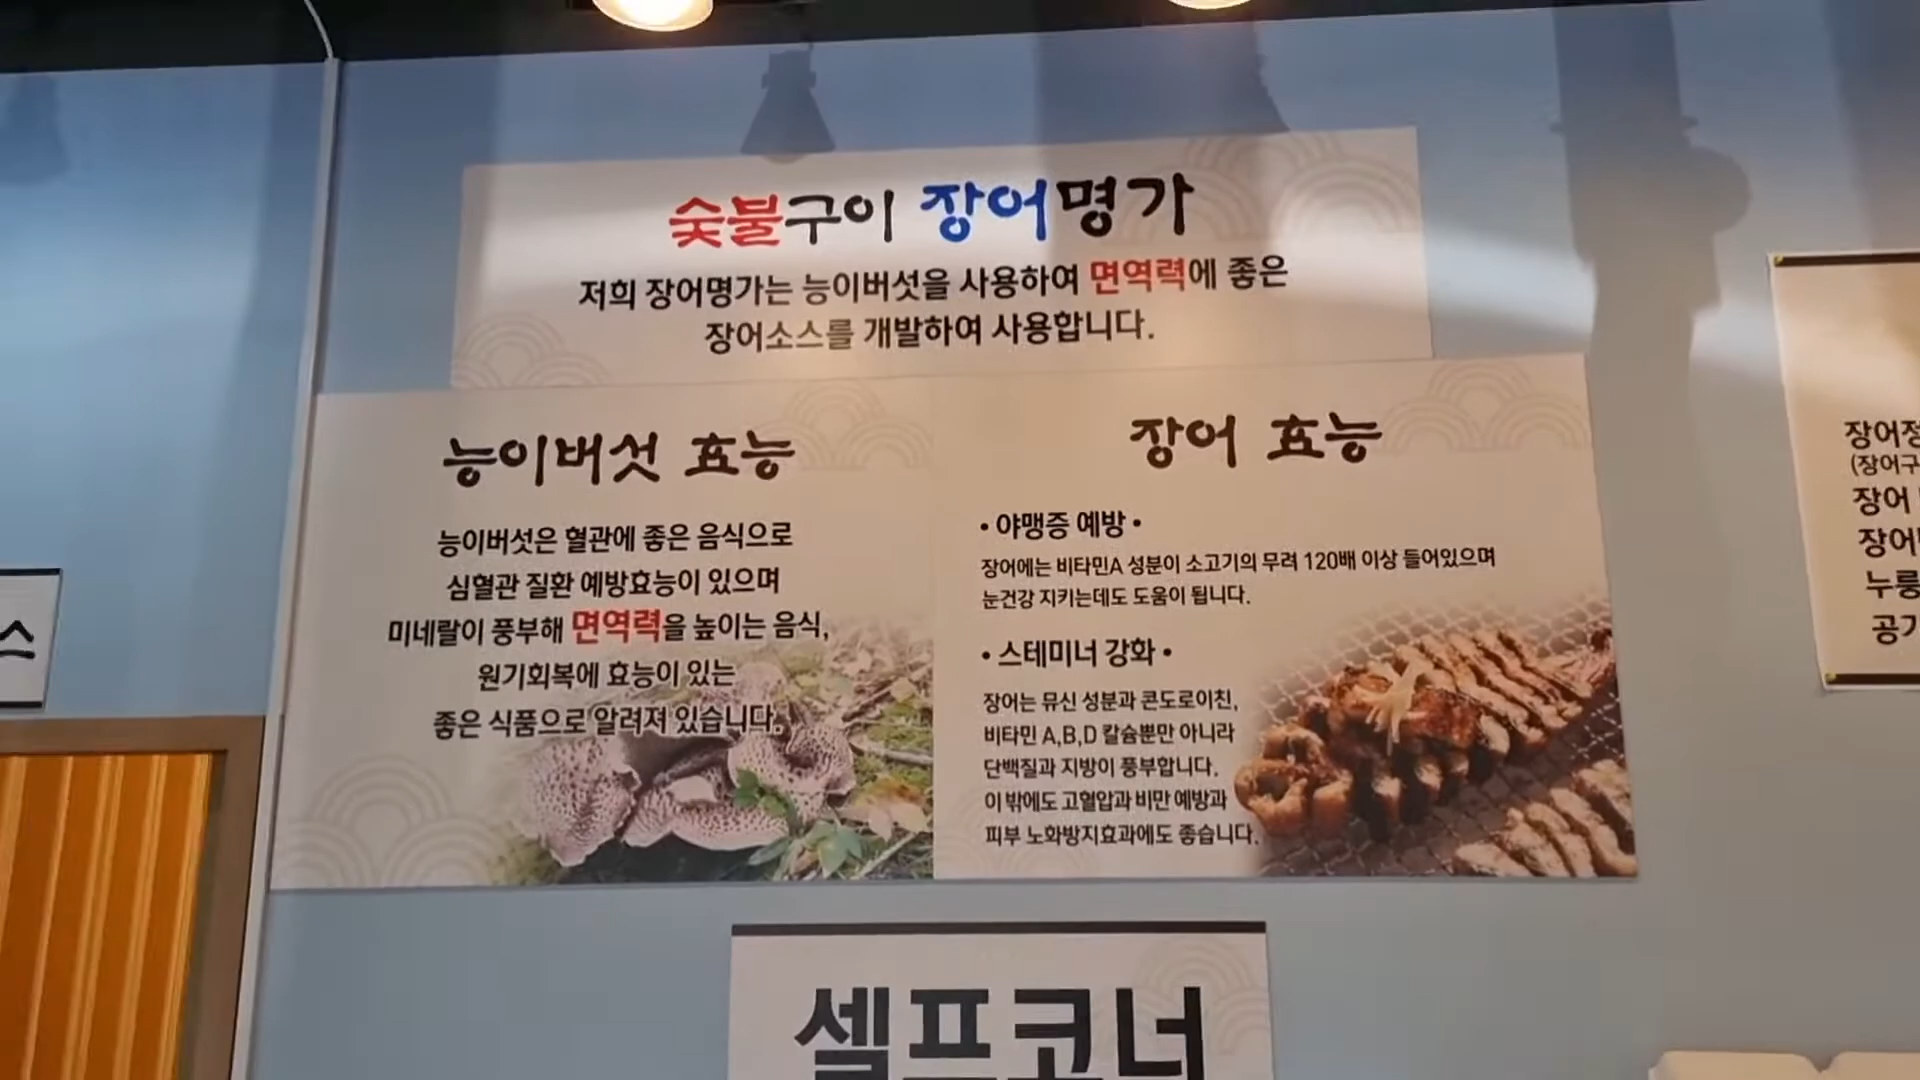 숯불구이 장어명가
저희 장어명가는 능이버섯을 사용하여 면역력에 좋은
장어소스를 개발하여 사용합니다.
능이버섯 효능
능이버섯은 혈관에 좋은 음식으로
심혈관 질환 예방효능이 있으며
미네랄이 풍부해 면역력을 높이는 음식,
원기회복에 효능이 있는
좋은 식품으로 알려져 있습니다.
장어 효능
• 야맹증 예방 •
장어에는 비타민A 성분이 소고기의 무려 120배 이상 들어있으며
눈건강 지키는데도 도움이 됩니다.
• 스테미너 강화 •
장어는 뮤신 성분과 콘도로이친,
비타민 A,B,D 칼슘뿐만 아니라
단백질과 지방이 풍부합니다.
이 밖에도 고혈압과 비만 예방과
피부 노화방지효과에도 좋습니다.
스
장어정
(장어구
장어
장어
누룽
공기
셀프코너